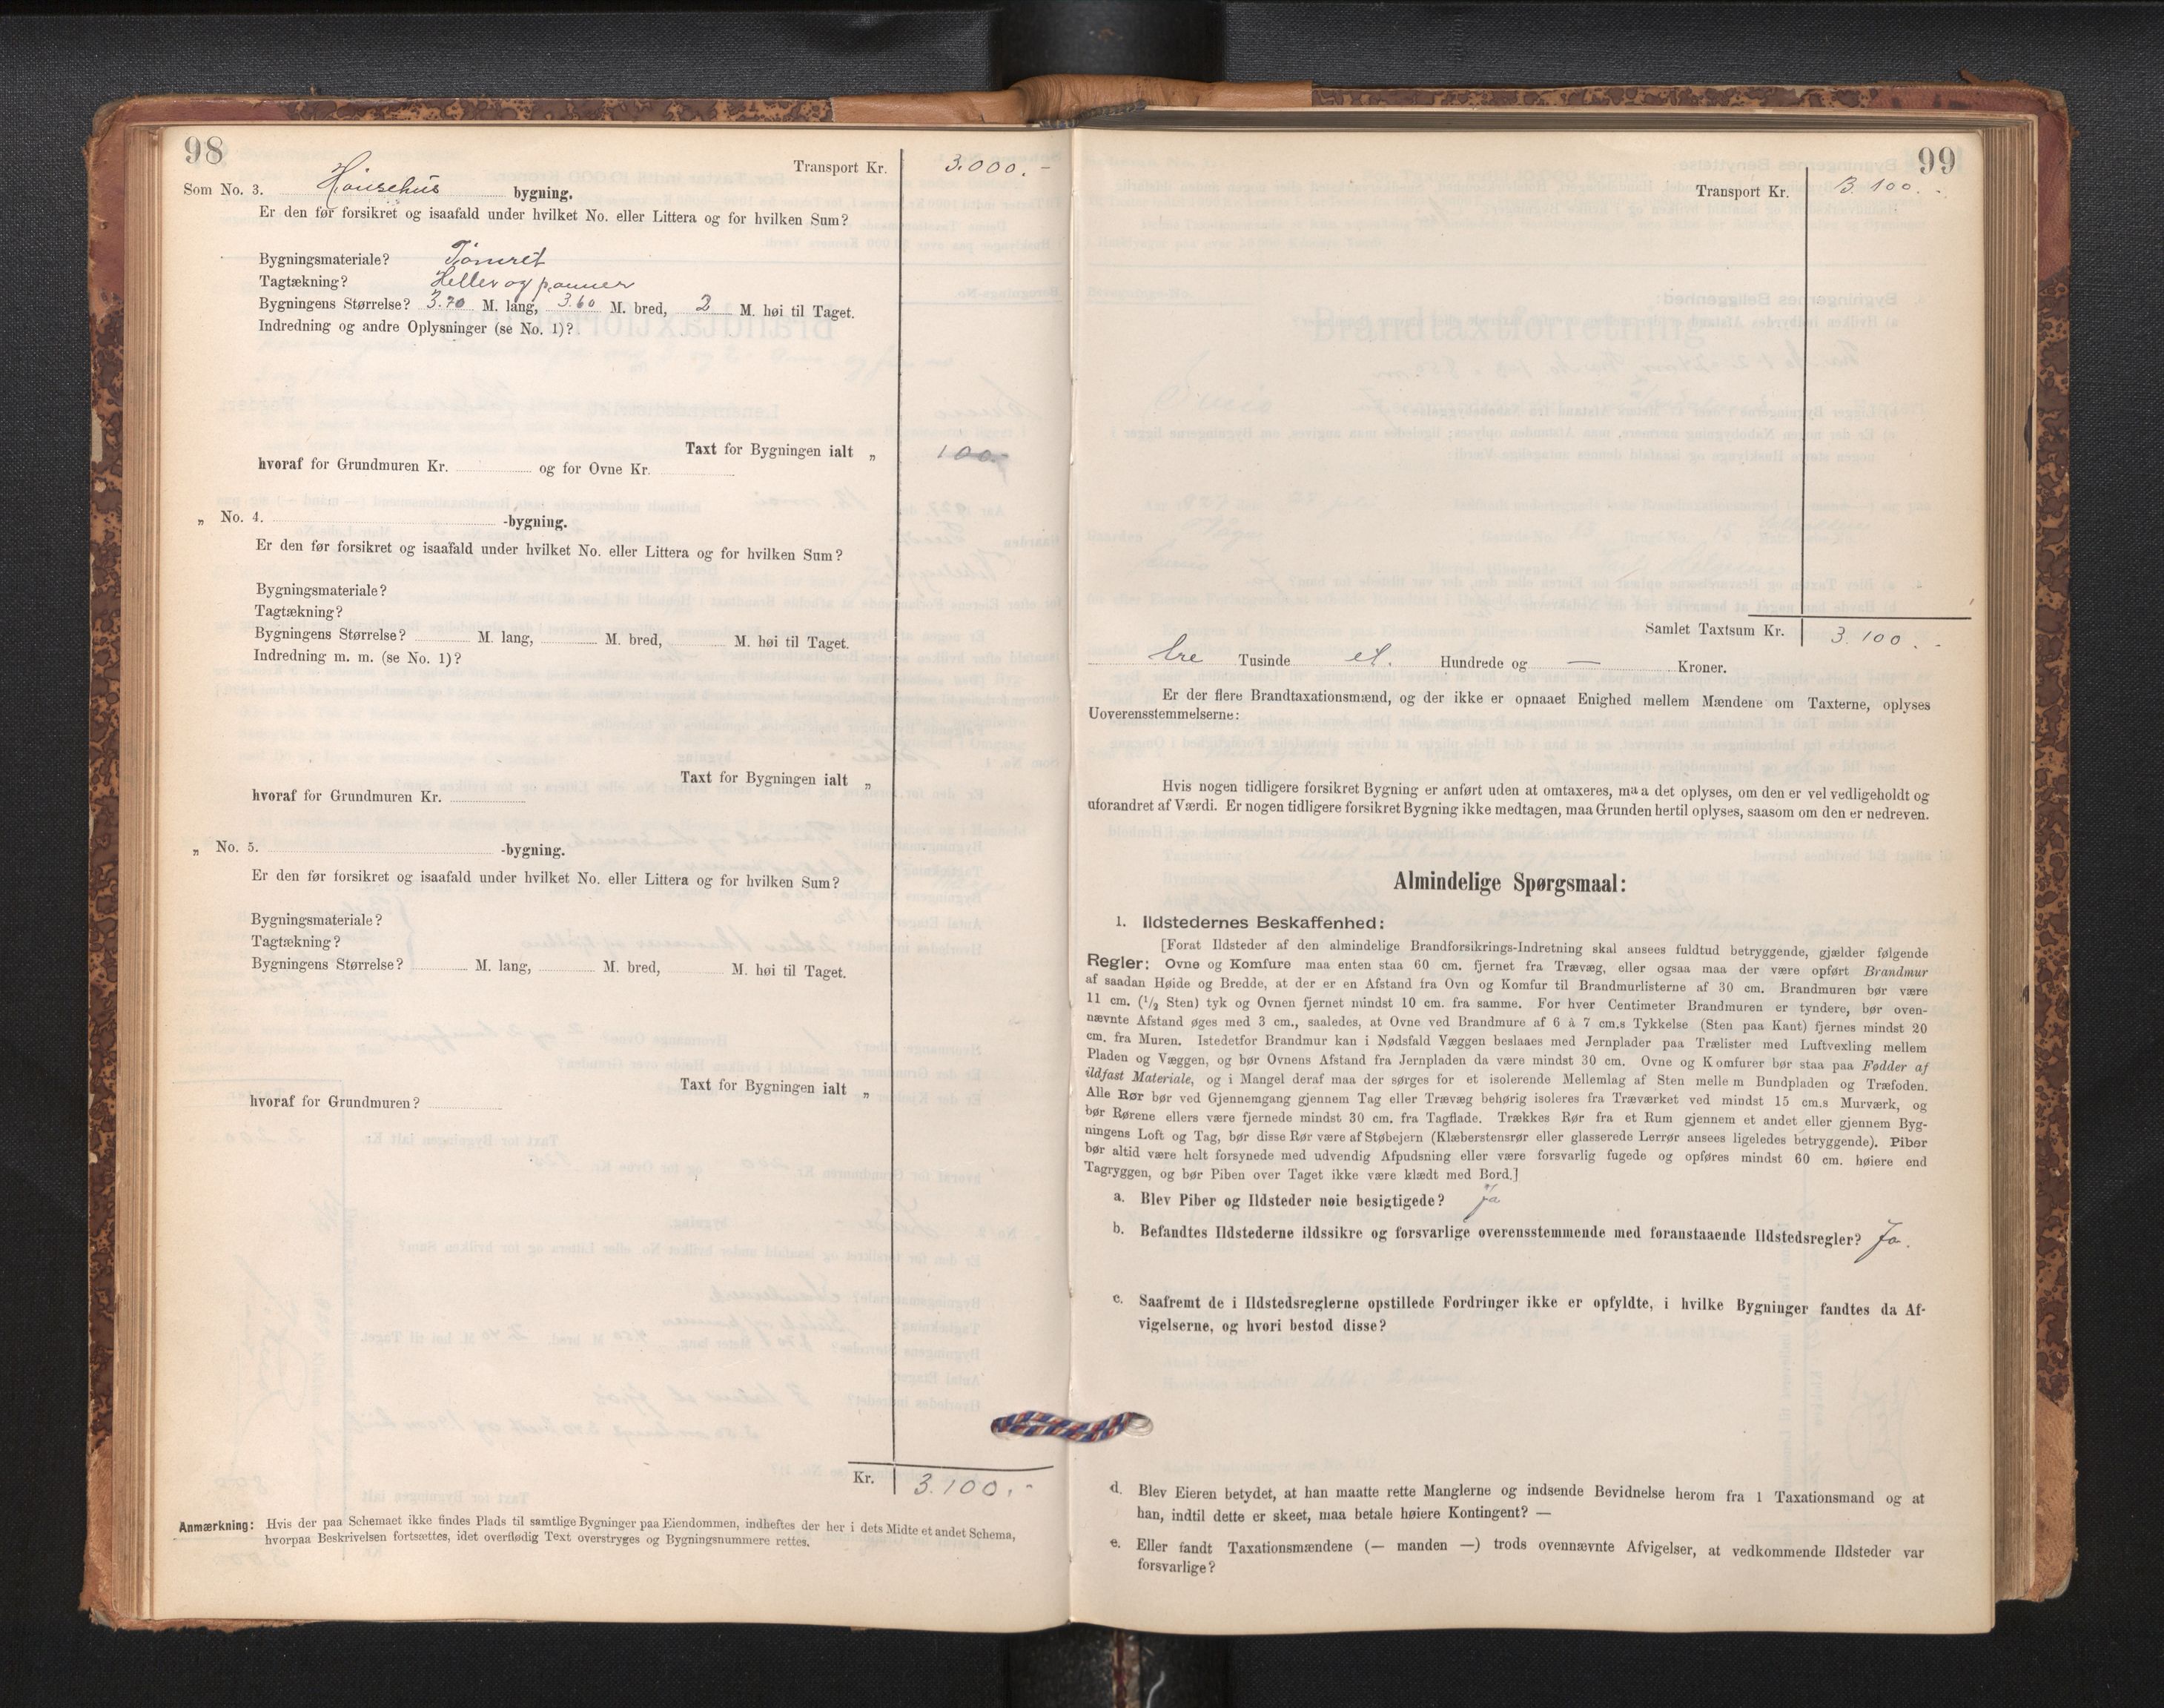 98
Transport Kr. 3.000.-
Som No. 3. Hönsehus bygning.
Er den før forsikret og isaafald under hvilket No. eller Littera og for hvilken Sum?
Bygningsmateriale? Tömret
Tagtækning? Heller og panner
Bygningens Størrelse? 3.70 M. lang, 3.60 M. bred, 2 M. høi til Taget.
Indredning og andre Oplysninger (se No. 1)?
Taxt for Bygningen ialt „ 100.-
hvoraf for Grundmuren Kr. og for Ovne Kr.
„ No. 4. -bygning.
Er den før forsikret og isaafald under hvilket No. eller Littera og for hvilken Sum?
Bygningsmateriale?
Tagtækning?
Bygningens Størrelse? M. lang, M. bred, M. høi til Taget.
Indredning m. m. (se No. 1)?
Taxt for Bygningen ialt „
hvoraf for Grundmuren Kr.
„ No. 5. -bygning.
Er den før forsikret og isaafald under hvilket No. eller Littera og for hvilken Sum?
Bygningsmateriale?
Tagtækning?
Bygningens Størrelse? M. lang, M. bred, M. høi til Taget.
Taxt for Bygningen ialt „
hvoraf for Grundmuren?
Kr. 3.100.-
Anmærkning: Hvis der paa Schemaet ikke findes Plads til samtlige Bygninger paa Eiendommen, indheftes der her i dets Midte et andet Schema,
hvorpaa Beskrivelsen fortsættes, idet overflødig Text overstryges og Bygningsnummere rettes.
99
Transport Kr. 3.100.-
Samlet Taxtsum Kr. 3.100.-
tre Tusinde et. Hundrede og — Kroner.
Er der flere Brandtaxationsmænd, og der ikke er opnaaet Enighed mellem Mændene om Taxterne, oplyses
Uoverensstemmelserne:
Hvis nogen tidligere forsikret Bygning er anført uden at omtaxeres, maa det oplyses, om den er vel vedligeholdt og
uforandret af Værdi. Er nogen tidligere forsikret Bygning ikke medtagen, maa Grunden hertil oplyses, saasom om den er nedreven.
Almindelige Spørgsmaal:
1. Ildstedernes Beskaffenhed:
[Forat Ildsteder af den almindelige Brandforsikrings-Indretning skal ansees fuldtud betryggende, gjælder følgende
Regler: Ovne og Komfure maa enten staa 60 cm. fjernet fra Trævæg, eller ogsaa maa der være opført Brandmur
af saadan Høide og Bredde, at der er en Afstand fra Ovn og Komfur til Brandmurlisterne af 30 cm. Brandmuren bør være
11 cm. (1/2 Sten) tyk og Ovnen fjernet mindst 10 cm. fra samme. For hver Centimeter Brandmuren er tyndere, bør oven-
nævnte Afstand øges med 3 cm., saaledes, at Ovne ved Brandmure af 6 à 7 cm.s Tykkelse (Sten paa Kant) fjernes mindst 20
cm. fra Muren. Istedetfor Brandmur kan i Nødsfald Væggen beslaaes med Jernplader paa Trælister med Luftvexling mellem
Pladen og Væggen, og bør Ovnens Afstand fra Jernpladen da være mindst 30 cm. Ovne og Komfurer bør staa paa Fødder af
ildfast Materiale, og i Mangel deraf maa der sørges for et isolerende Mellemlag af Sten mellem Bundpladen og Træfoden.
Alle Rør bør ved Gjennemgang gjennem Tag eller Trævæg behørig isoleres fra Træværket ved mindst 15 cm.s Murværk, og
bør Rørene ellers være fjernede mindst 30 cm. fra Tagflade. Trækkes Rør fra et Rum gjennem et andet eller gjennem Byg-
ningens Loft og Tag, bør disse Rør være af Støbejern (Klæberstensrør eller glasserede Lerrør ansees ligeledes betryggende). Piber
bør altid være helt forsynede med udvendig Afpudsning eller være forsvarlig fugede og opføres mindst 60 cm. høiere end
Tagryggen, og bør Piben over Taget ikke være klædt med Bord.]
a. Blev Piber og Ildsteder nøie besigtigede? Ja
b. Befandtes Ildstederne ildssikre og forsvarlige overensstemmende med foranstaaende Ildstedsregler? Ja.
c. Saafremt de i Ildstedsreglerne opstillede Fordringer ikke er opfyldte, i hvilke Bygninger fandtes da Af-
vigelserne, og hvori bestod disse?
d. Blev Eieren betydet, at han maatte rette Manglerne og indsende Bevidnelse herom fra 1 Taxationsmand og at
han, indtil dette er skeet, maa betale høiere Kontingent? —
e. Eller fandt Taxationsmændene (— manden —) trods ovennævnte Afvigelser, at vedkommende Ildsteder var
forsvarlige?